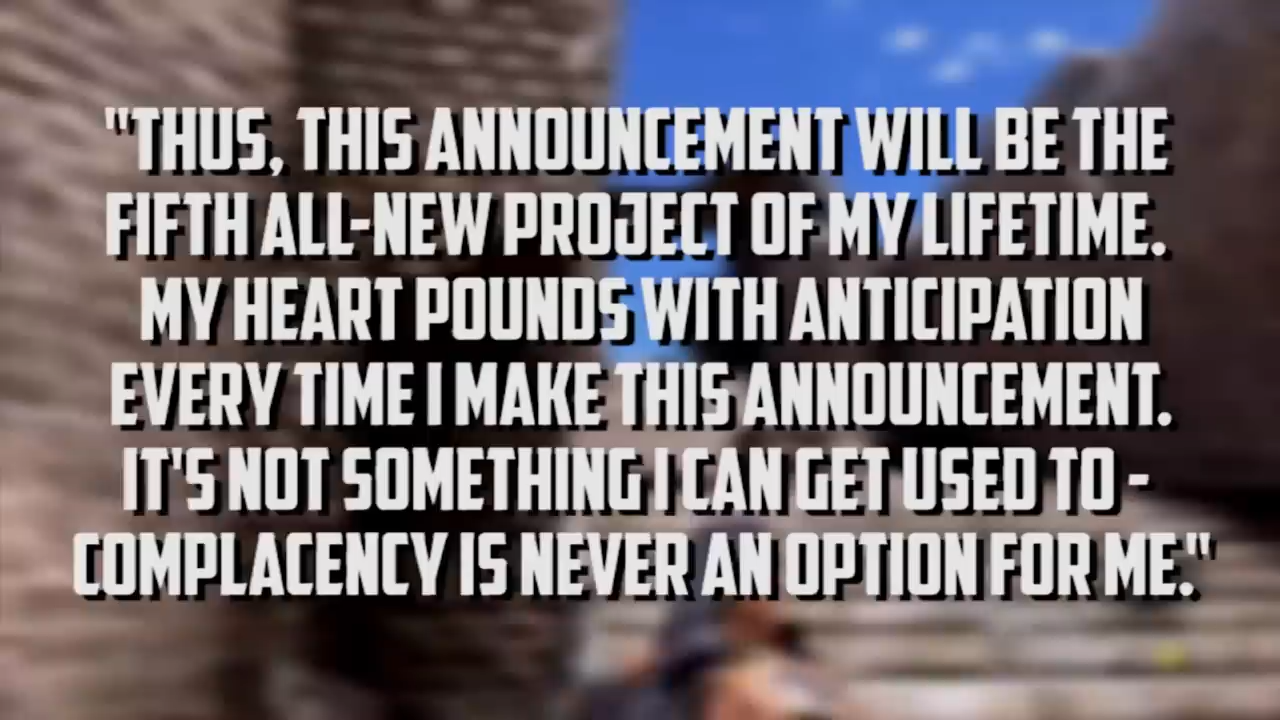 "THUS, THIS ANNOUNCEMENT WILL BE THE
FIFTH ALL-NEW PROJECT OF MY LIFETIME.
MY HEART POUNDS WITH ANTICIPATION
EVERY TIME I MAKE THIS ANNOUNCEMENT.
IT'S NOT SOMETHING I CAN GET USED TO -
COMPLACENCY IS NEVER AN OPTION FOR ME."